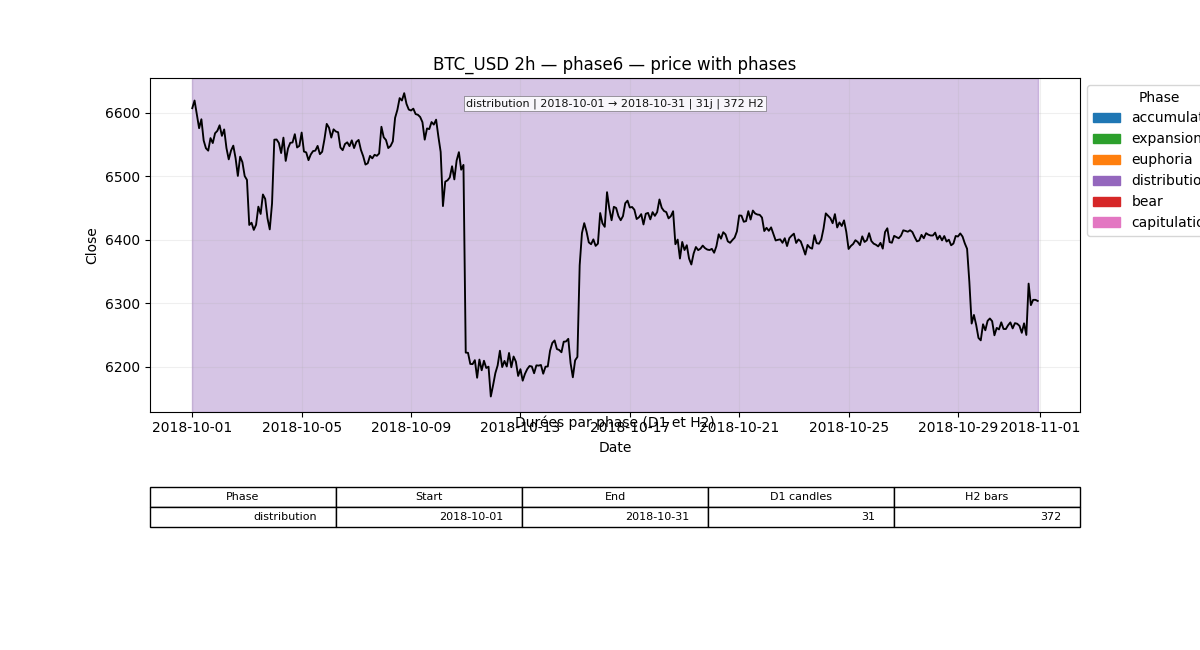 BTC_USD 2h — phase6 — price with phases
distribution | 2018-10-01 → 2018-10-31 | 31j | 372 H2
Close
6600
6500
6400
6300
6200
Phase
accumulat
expansion
euphoria
distributio
bear
capitulatio
2018-10-01 2018-10-05 2018-10-09 2018-10-13 2018-10-17 2018-10-21 2018-10-25 2018-10-29 2018-11-01
Durées par phase (D1 et H2)
Date
Phase Start End D1 candles H2 bars
distribution 2018-10-01 2018-10-31 31 372